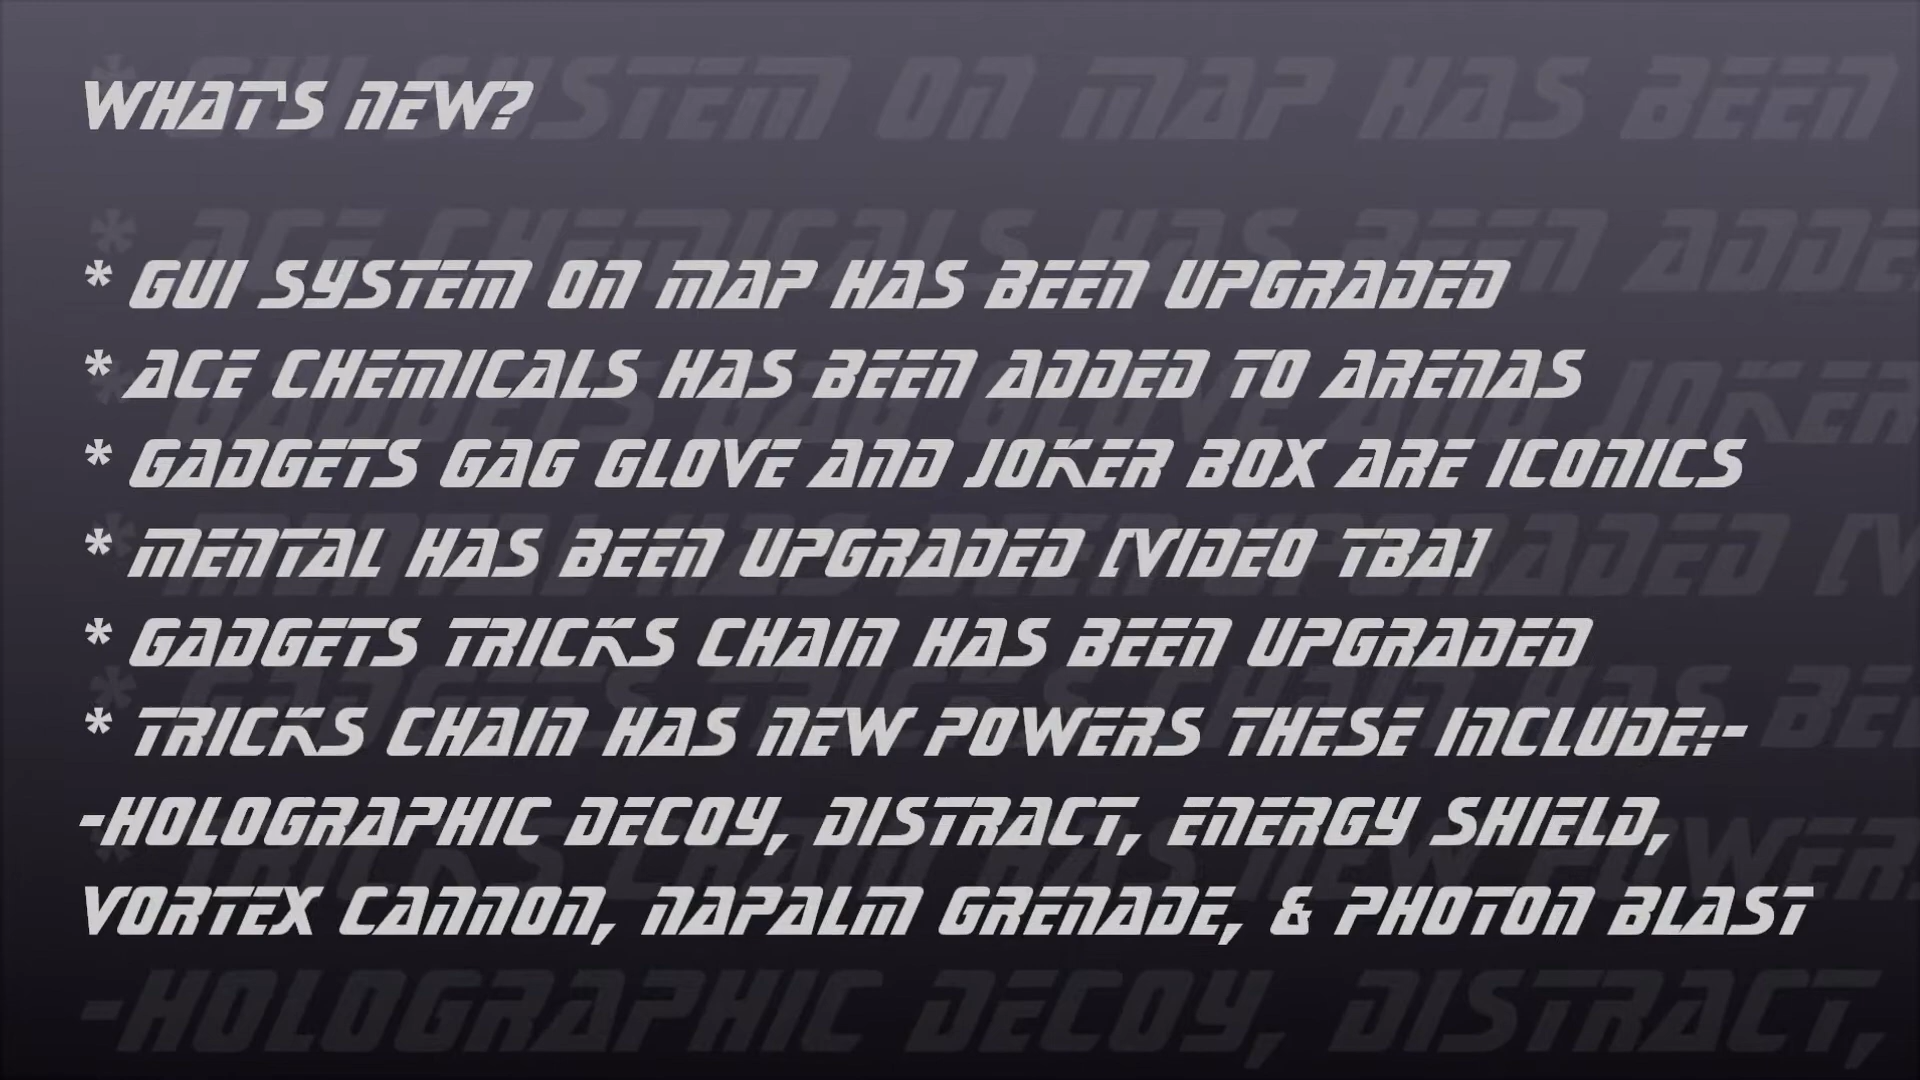 WHAT'S NEW?
* GUI SYSTEM ON MAP HAS BEEN UPGRADED
* ACE CHEMICALS HAS BEEN ADDED TO ARENAS
* GADGETS GAG GLOVE AND JOKER BOX ARE ICONICS
* MENTAL HAS BEEN UPGRADED [VIDEO TBA]
* GADGETS TRICKS CHAIN HAS BEEN UPGRADED
* TRICKS CHAIN HAS NEW POWERS THESE INCLUDE:-
-HOLOGRAPHIC DECOY, DISTRACT, ENERGY SHIELD,
VORTEX CANNON, NAPALM GRENADE, & PHOTON BLAST